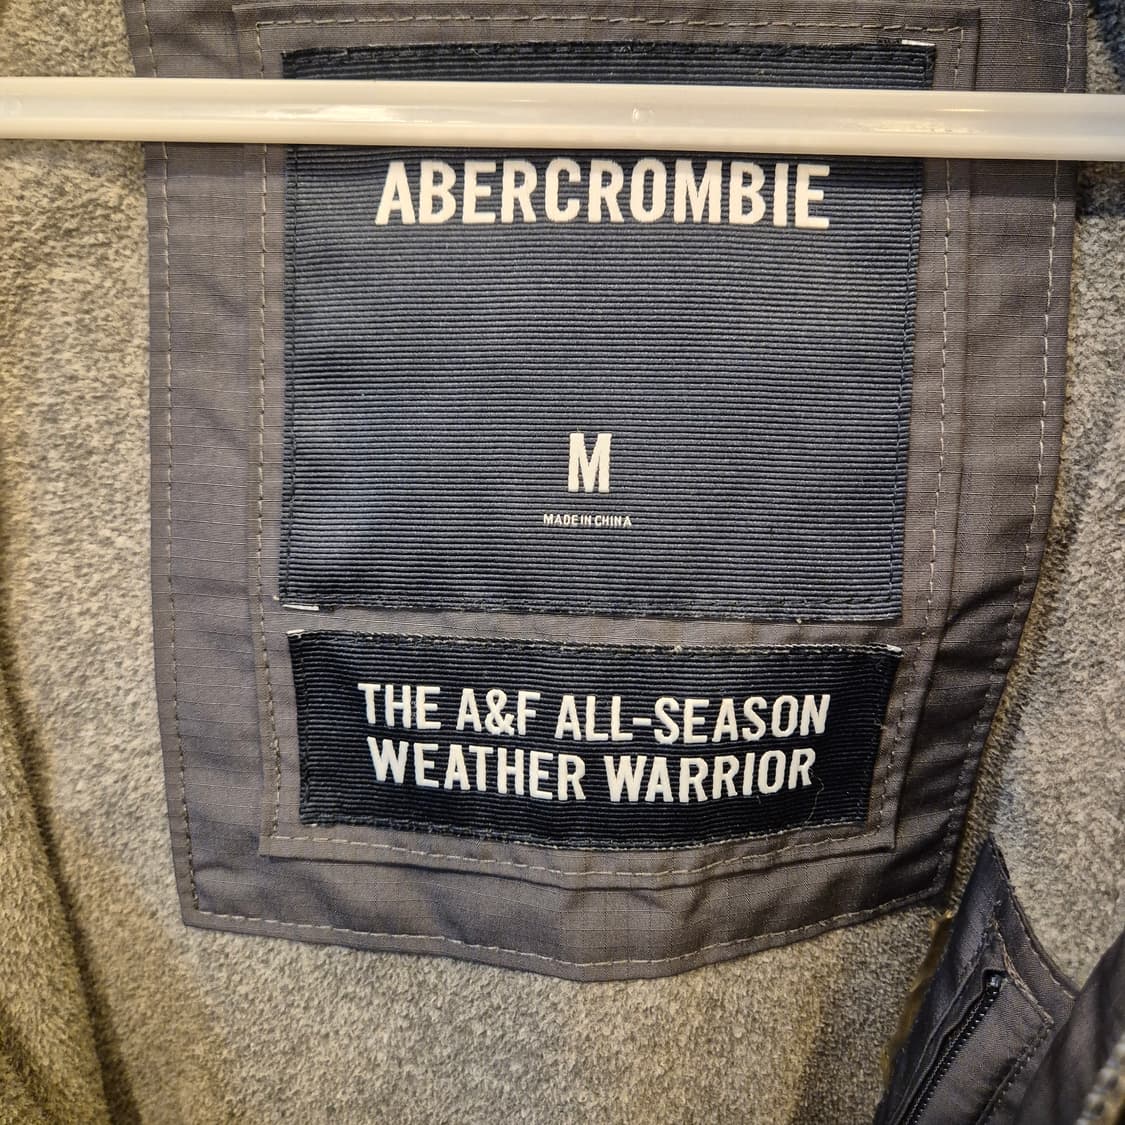 ABERCROMBIE
M
MADE IN CHINA
THE A&F ALL-SEASON
WEATHER WARRIOR